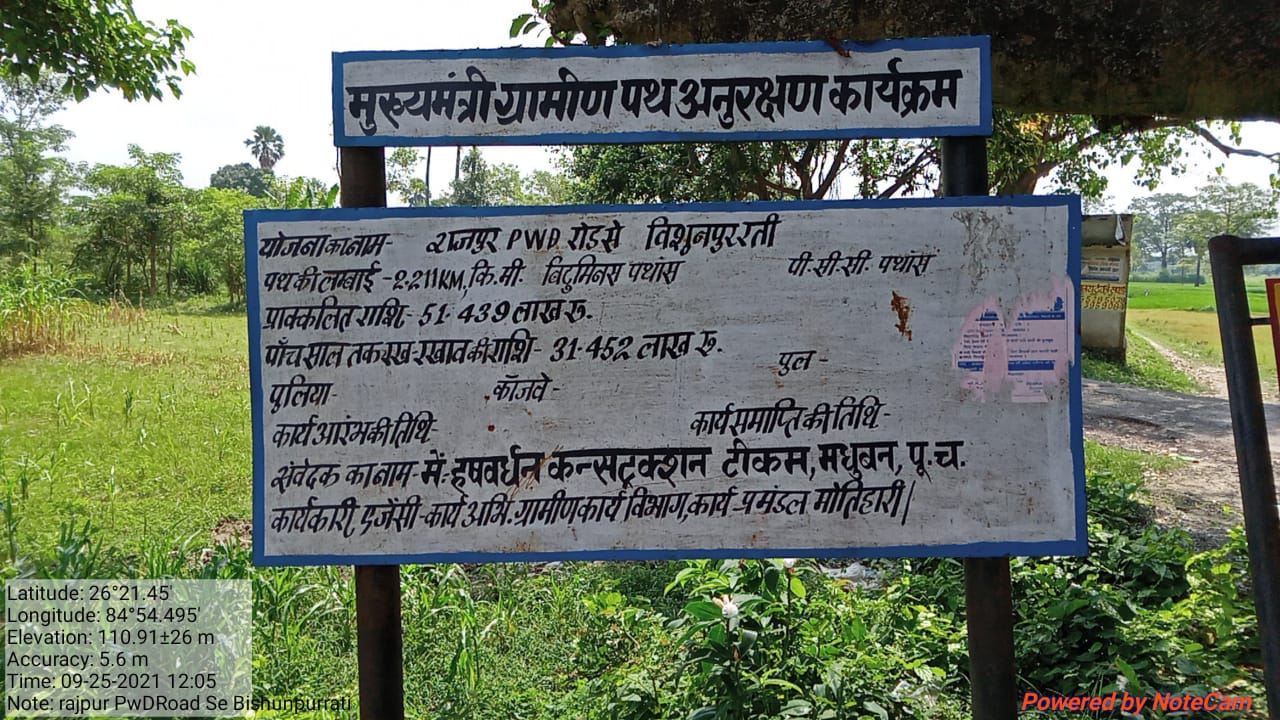 मुख्यमंत्री ग्रामीण पथ अनुरक्षण कार्यक्रम
योजना का नाम- राजपुर PWD रोड से विशुनपुररती
पथ की लम्बाई -2.211KM, कि.मी. बिटुमिनस पथांस पी.सी.सी. पथांस
प्राक्कलित राशि- 51.439 लाख रु.
पांच साल तक रख-रखाव की राशि- 31.452 लाख रु. पुल-
पुलिया- कॉजवे-
कार्य आरंभ की तिथि- कार्य समाप्ति की तिथि-
संवेदक का नाम- में: हषवर्धन कन्सट्रक्शन टीकम, मधुबन, पू.च.
कार्यकारी एजेंसी- कार्य अभि. ग्रामीण कार्य विभाग, कार्य प्रमंडल मोतिहारी|
Latitude: 26°21.45'
Longitude: 84°54.495'
Elevation: 110.91±26 m
Accuracy: 5.6 m
Time: 09-25-2021 12:05
Note: rajpur PwDRoad Se Bishunpurrati
Powered by NoteCam